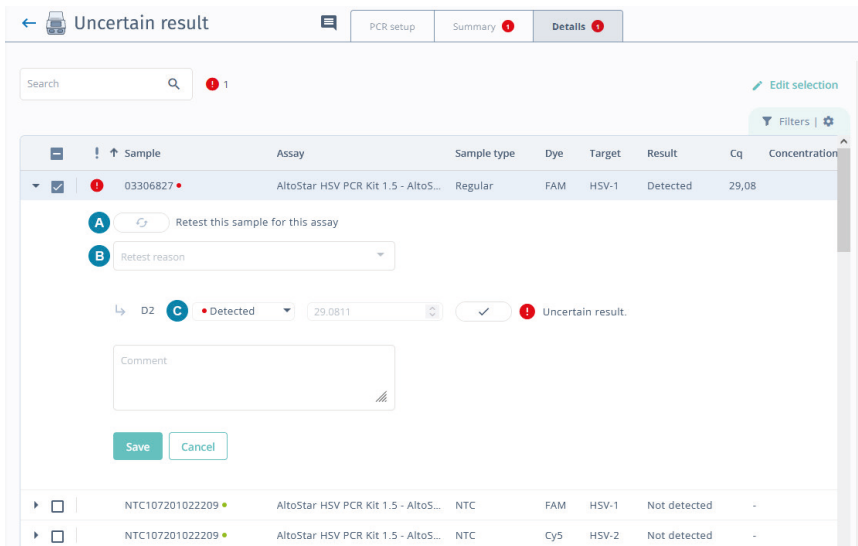 Uncertain result PCR setup Summary 1 Details 1
Search 1 Edit selection
Filters |
! Sample Assay Sample type Dye Target Result Cq Concentration
! 03306827 AltoStar HSV PCR Kit 1.5 - AltoS... Regular FAM HSV-1 Detected 29,08
A Retest this sample for this assay
B Retest reason
D2 C Detected 29.0811 ! Uncertain result.
Comment
Save Cancel
NTC107201022209 AltoStar HSV PCR Kit 1.5 - AltoS... NTC FAM HSV-1 Not detected -
NTC107201022209 AltoStar HSV PCR Kit 1.5 - AltoS... NTC Cy5 HSV-2 Not detected -